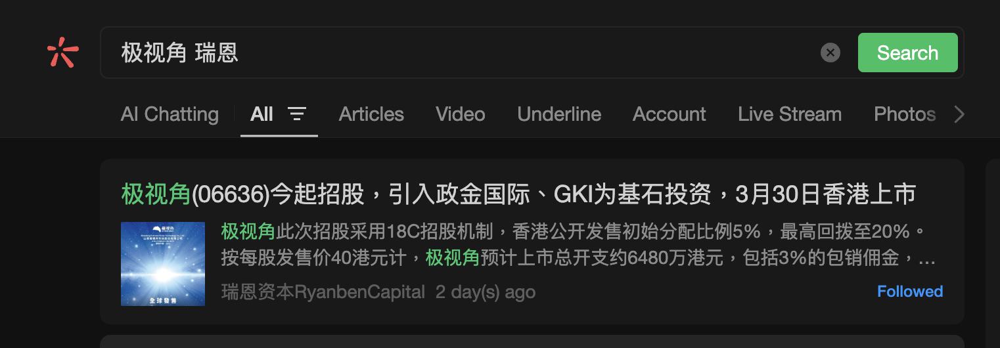 极视角 瑞恩
Search
AI Chatting
All
Articles
Video
Underline
Account
Live Stream
Photos
极视角(06636)今起招股，引入政金国际、GKI为基石投资，3月30日香港上市
极视角此次招股采用18C招股机制，香港公开发售初始分配比例5%，最高回拨至20%。
按每股发售价40港元计，极视角预计上市总开支约6480万港元，包括3%的包销佣金，…
極視角
全球發售
瑞恩资本RyanbenCapital 2 day(s) ago
Followed